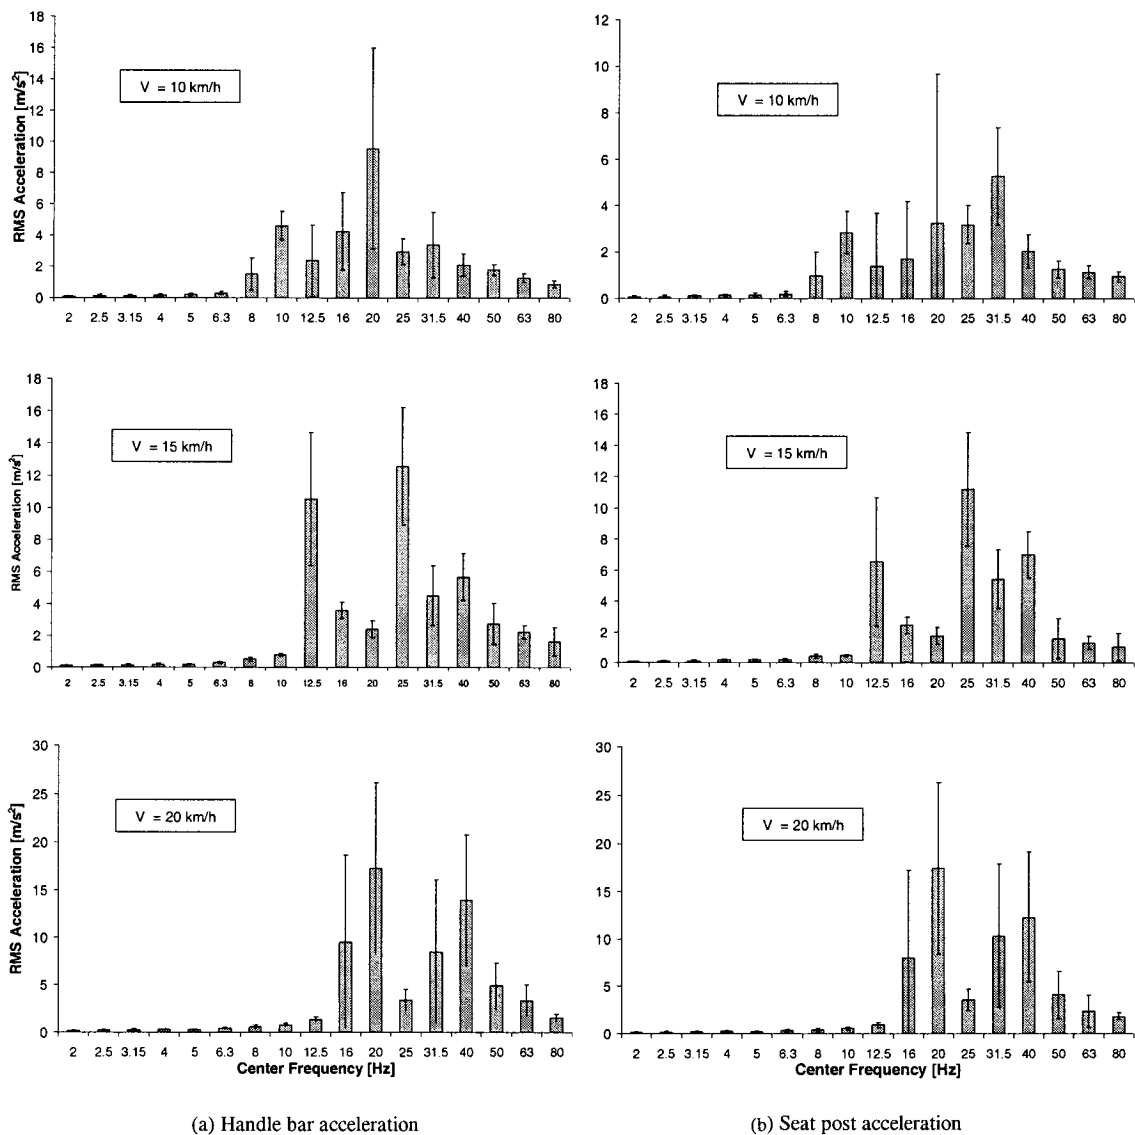 18
16
14
12
10
8
6
4
2
0
RMS Acceleration [m/s²]
V = 10 km/h
2 2.5 3.15 4 5 6.3 8 10 12.5 16 20 25 31.5 40 50 63 80
12
10
8
6
4
2
0
V = 10 km/h
2 2.5 3.15 4 5 6.3 8 10 12.5 16 20 25 31.5 40 50 63 80
18
16
14
12
10
8
6
4
2
0
RMS Acceleration [m/s²]
V = 15 km/h
2 2.5 3.15 4 5 6.3 8 10 12.5 16 20 25 31.5 40 50 63 80
18
16
14
12
10
8
6
4
2
0
V = 15 km/h
2 2.5 3.15 4 5 6.3 8 10 12.5 16 20 25 31.5 40 50 63 80
30
25
20
15
10
5
0
RMS Acceleration [m/s²]
V = 20 km/h
2 2.5 3.15 4 5 6.3 8 10 12.5 16 20 25 31.5 40 50 63 80
Center Frequency [Hz]
30
25
20
15
10
5
0
V = 20 km/h
2 2.5 3.15 4 5 6.3 8 10 12.5 16 20 25 31.5 40 50 63 80
Center Frequency [Hz]
(a) Handle bar acceleration
(b) Seat post acceleration